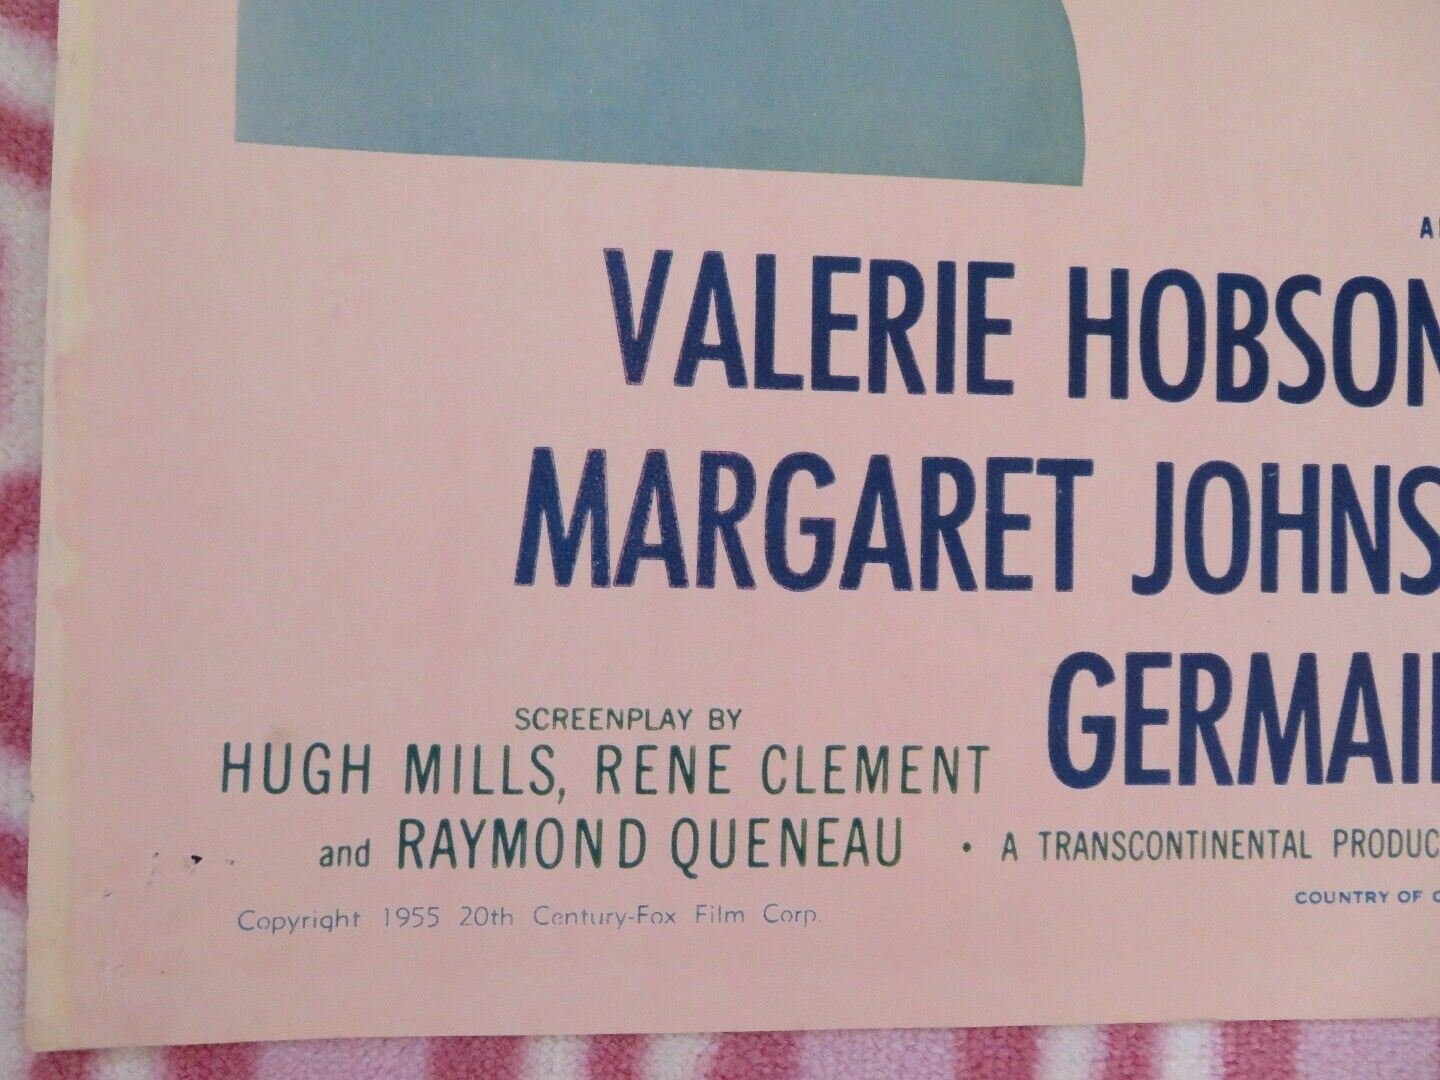 VALERIE HOBSON
MARGARET JOHNS
GERMAI
SCREENPLAY BY
HUGH MILLS, RENE CLEMENT
and RAYMOND QUENEAU • A TRANSCONTINENTAL PRODUC
COUNTRY OF
Copyright 1955 20th Century-Fox Film Corp.